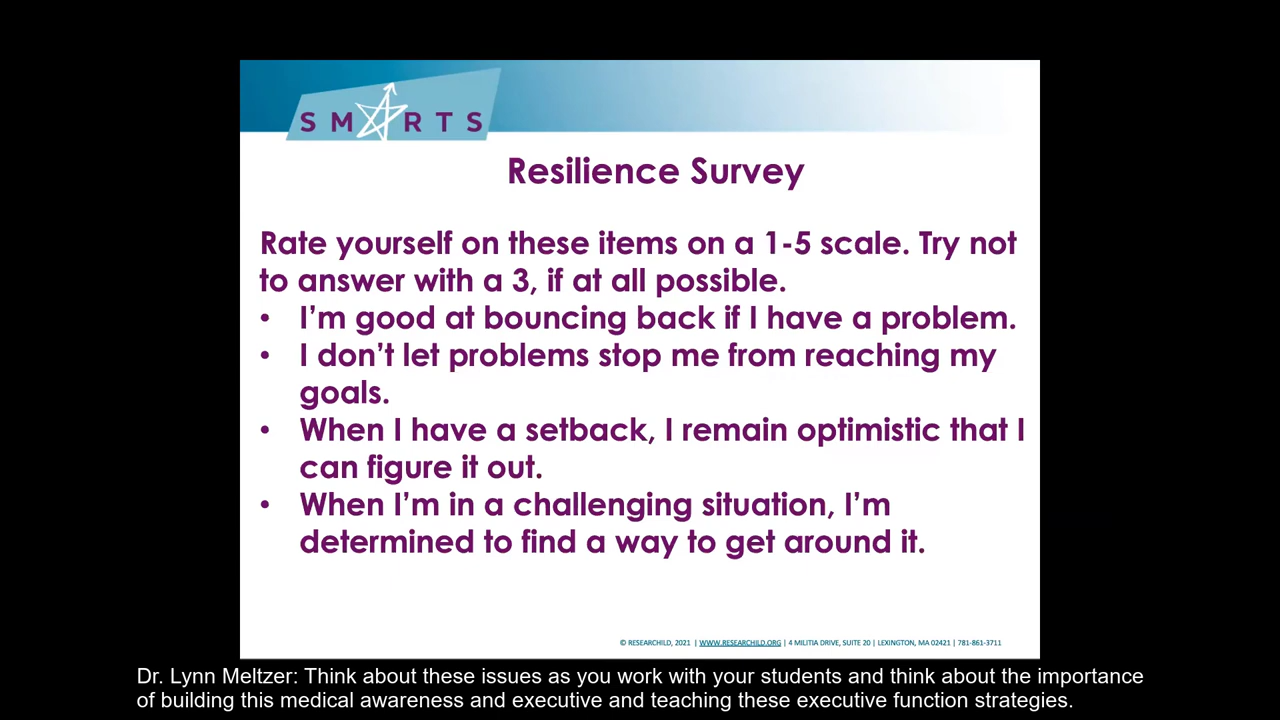 SMARTS
Resilience Survey
Rate yourself on these items on a 1-5 scale. Try not
to answer with a 3, if at all possible.
• I’m good at bouncing back if I have a problem.
• I don’t let problems stop me from reaching my
goals.
• When I have a setback, I remain optimistic that I
can figure it out.
• When I’m in a challenging situation, I’m
determined to find a way to get around it.
© RESEARCHILD, 2021 | WWW.RESEARCHILD.ORG | 4 MILITIA DRIVE, SUITE 20 | LEXINGTON, MA 02421 | 781-861-3711
Dr. Lynn Meltzer: Think about these issues as you work with your students and think about the importance
of building this medical awareness and executive and teaching these executive function strategies.